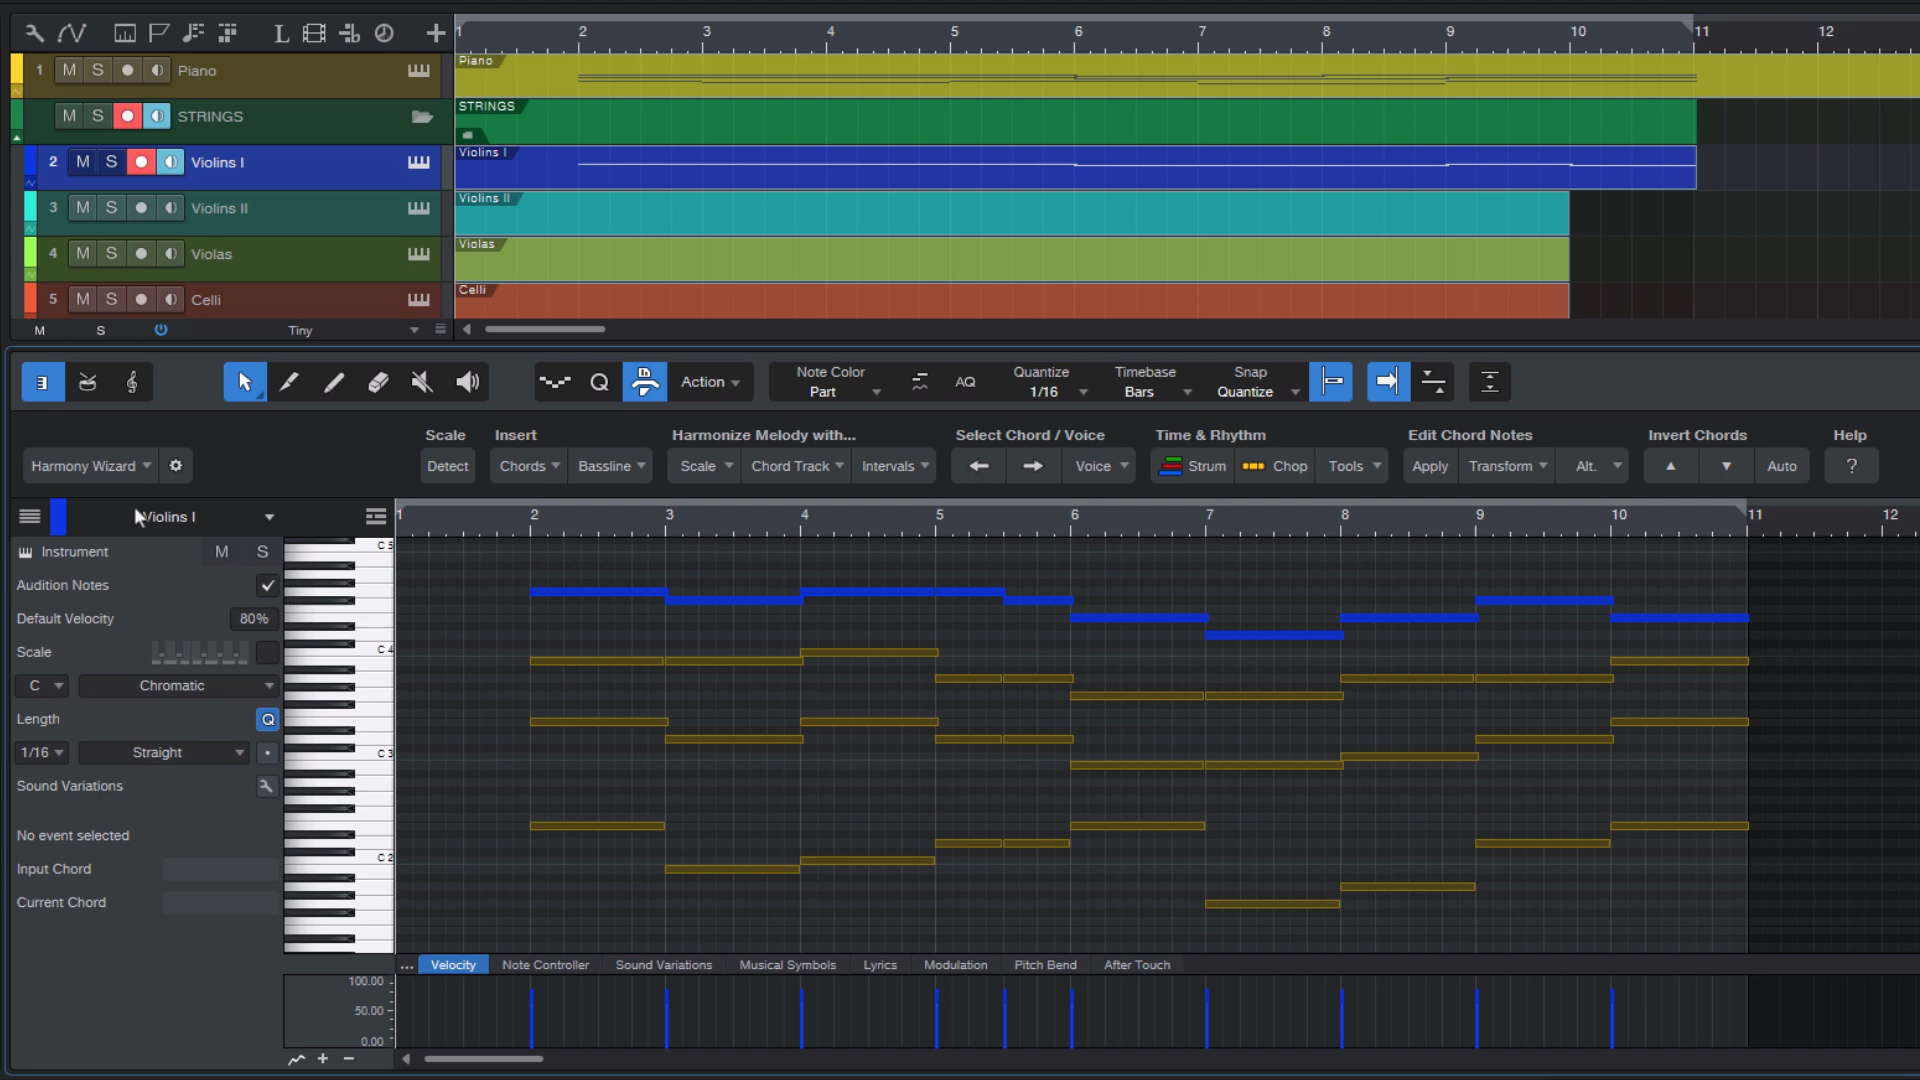 L
1 2 3 4 5 6 7 8 9 10 11 12
1 M S Piano
Piano
M S STRINGS
STRINGS
2 M S Violins I
Violins I
3 M S Violins II
Violins II
4 M S Violas
Violas
5 M S Celli
Celli
M S Tiny
Q Action Note Color AQ Quantize Timebase Snap
Part 1/16 Bars Quantize
Scale Insert Harmonize Melody with... Select Chord / Voice Time & Rhythm Edit Chord Notes Invert Chords Help
Harmony Wizard Detect Chords Bassline Scale Chord Track Intervals Voice Strum Chop Tools Apply Transform Alt. Auto ?
Violins I 1 2 3 4 5 6 7 8 9 10 11 12
Instrument M S
C 5
Audition Notes
Default Velocity 80%
Scale
C 4
C Chromatic
Length Q
1/16 Straight
C 3
Sound Variations
No event selected
C 2
Input Chord
Current Chord
... Velocity Note Controller Sound Variations Musical Symbols Lyrics Modulation Pitch Bend After Touch
100.00
50.00
0.00